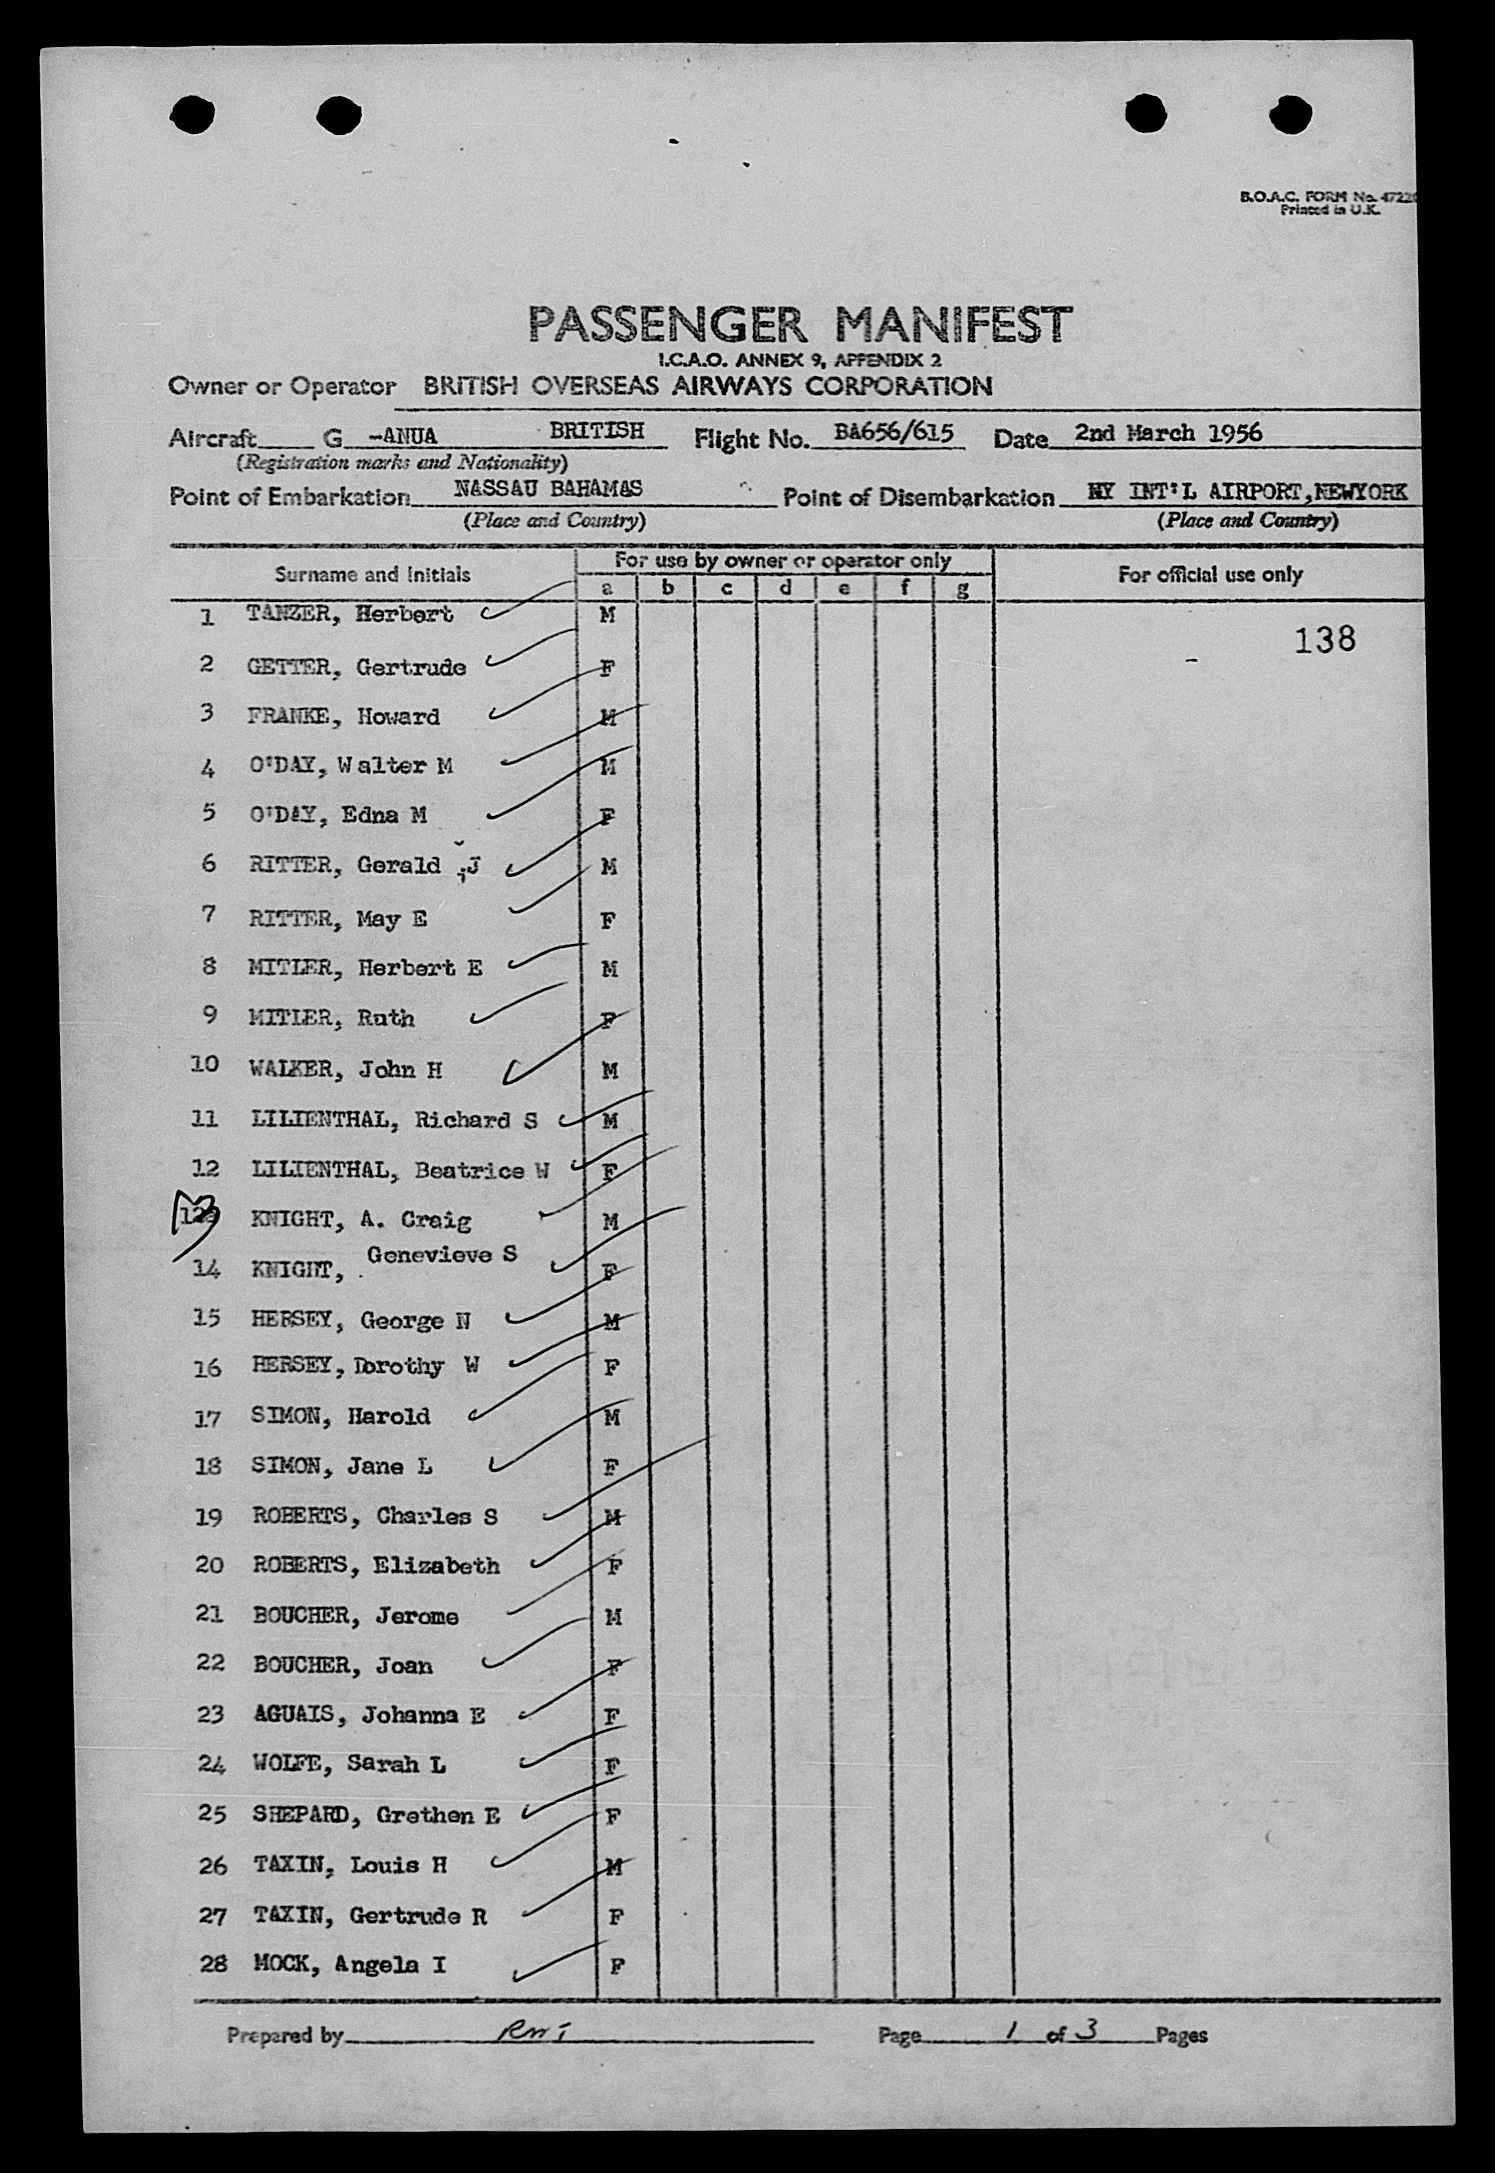 B.O.A.C. FORM No. 4722
Printed in U.K.
PASSENGER MANIFEST
I.C.A.O. ANNEX 9, APPENDIX 2
Owner or Operator BRITISH OVERSEAS AIRWAYS CORPORATION
Aircraft G -ANUA BRITISH Flight No. BA656/615 Date 2nd March 1956
(Registration marks and Nationality)
Point of Embarkation NASSAU BAHAMAS Point of Disembarkation NY INT'L AIRPORT, NEWYORK
(Place and Country) (Place and Country)
Surname and Initials For use by owner or operator only For official use only
a b c d e f g
1 TANZER, Herbert M
138
2 GETTER, Gertrude F
3 FRANKE, Howard M
4 O'DAY, Walter M M
5 O'DAY, Edna M F
6 RITTER, Gerald J M
7 RITTER, May E F
8 MITLER, Herbert E M
9 MITLER, Ruth F
10 WALKER, John H M
11 LILIENTHAL, Richard S M
12 LILIENTHAL, Beatrice W F
13 KNIGHT, A. Craig M
14 KNIGHT, Genevieve S F
15 HERSEY, George N M
16 HERSEY, Dorothy W F
17 SIMON, Harold M
18 SIMON, Jane L F
19 ROBERTS, Charles S M
20 ROBERTS, Elizabeth F
21 BOUCHER, Jerome M
22 BOUCHER, Joan F
23 AGUAIS, Johanna E F
24 WOLFE, Sarah L F
25 SHEPARD, Grethen E F
26 TAXIN, Louis H M
27 TAXIN, Gertrude R F
28 MOCK, Angela I F
Prepared by Page 1 of 3 Pages